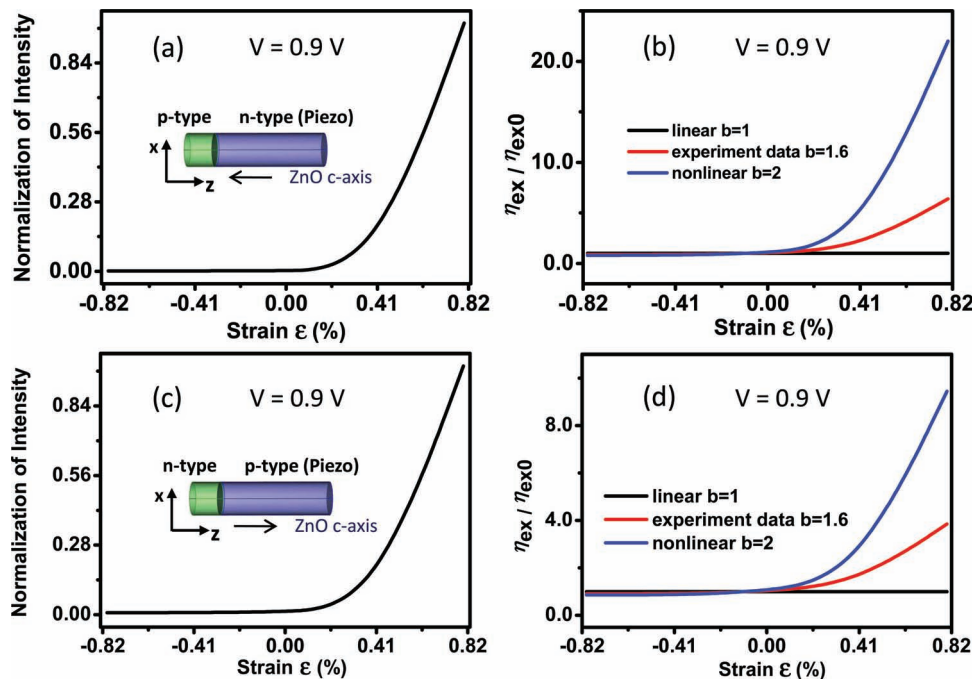 (a)
V = 0.9 V
Normalization of Intensity
0.84
0.56
0.28
0.00
p-type
n-type (Piezo)
x
z
ZnO c-axis
-0.82
-0.41
0.00
0.41
0.82
Strain ε (%)
(b)
V = 0.9 V
ηex / ηex0
20.0
10.0
0.0
linear b=1
experiment data b=1.6
nonlinear b=2
-0.82
-0.41
0.00
0.41
0.82
Strain ε (%)
(c)
V = 0.9 V
Normalization of Intensity
0.84
0.56
0.28
0.00
n-type
p-type (Piezo)
x
z
ZnO c-axis
-0.82
-0.41
0.00
0.41
0.82
Strain ε (%)
(d)
V = 0.9 V
ηex / ηex0
8.0
4.0
0.0
linear b=1
experiment data b=1.6
nonlinear b=2
-0.82
-0.41
0.00
0.41
0.82
Strain ε (%)